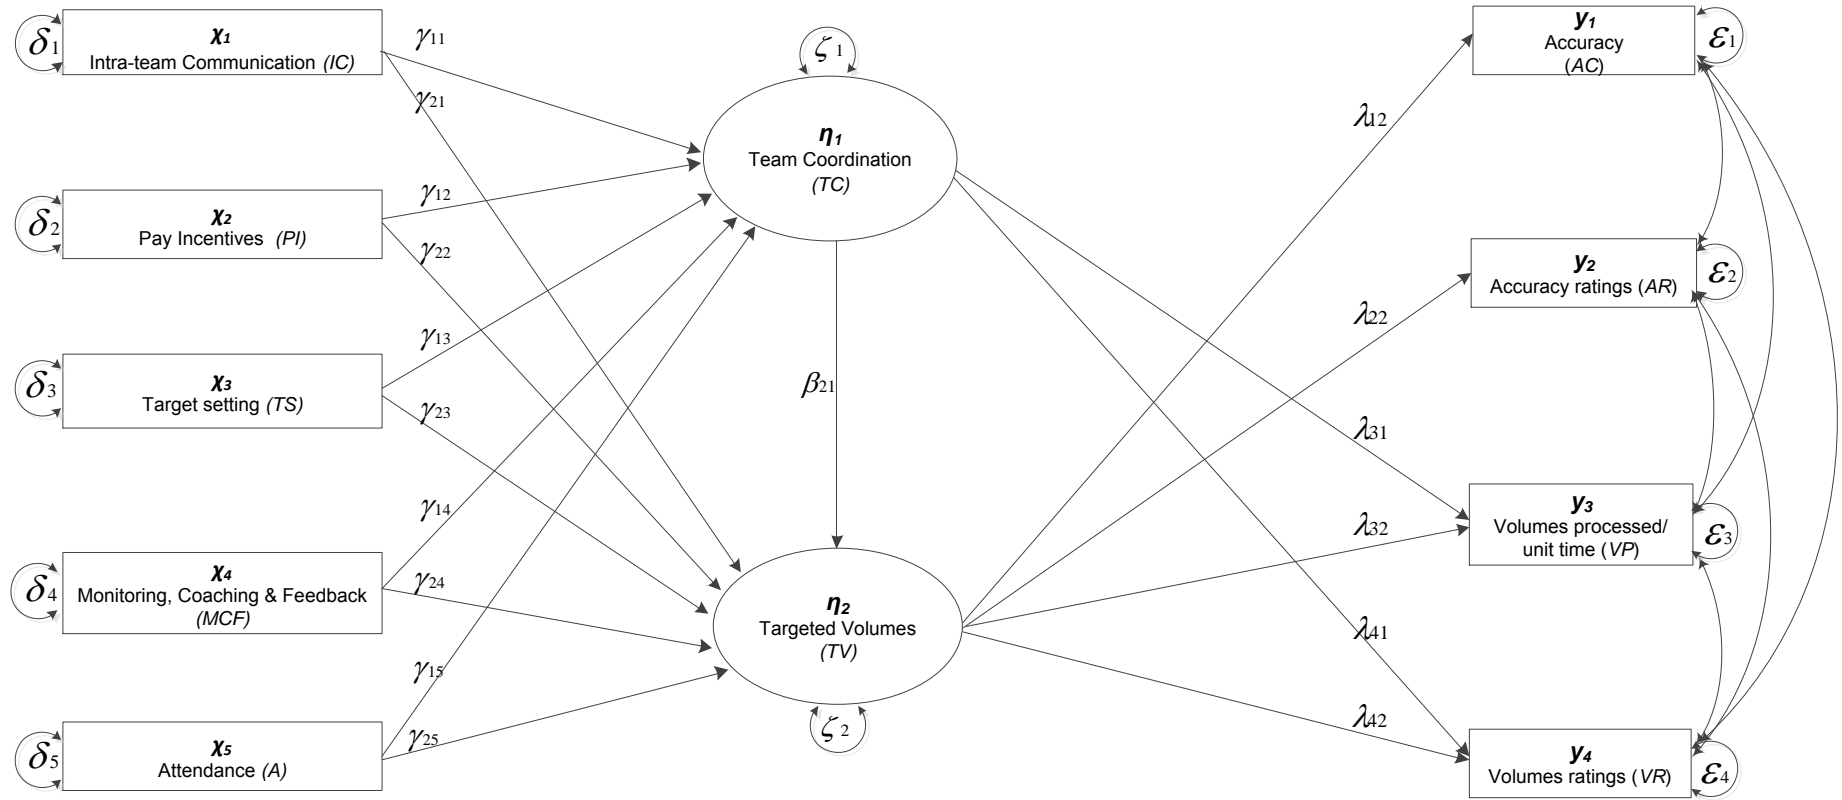 δ1
χ1
Intra-team Communication (IC)
γ11
γ21
δ2
χ2
Pay Incentives (PI)
γ12
γ22
δ3
χ3
Target setting (TS)
γ13
γ23
δ4
χ4
Monitoring, Coaching & Feedback
(MCF)
γ14
γ24
δ5
χ5
Attendance (A)
γ15
γ25
ζ1
η1
Team Coordination
(TC)
β21
η2
Targeted Volumes
(TV)
ζ2
λ12
λ22
λ31
λ32
λ41
λ42
y1
Accuracy
(AC)
ε1
y2
Accuracy ratings (AR)
ε2
y3
Volumes processed/
unit time (VP)
ε3
y4
Volumes ratings (VR)
ε4